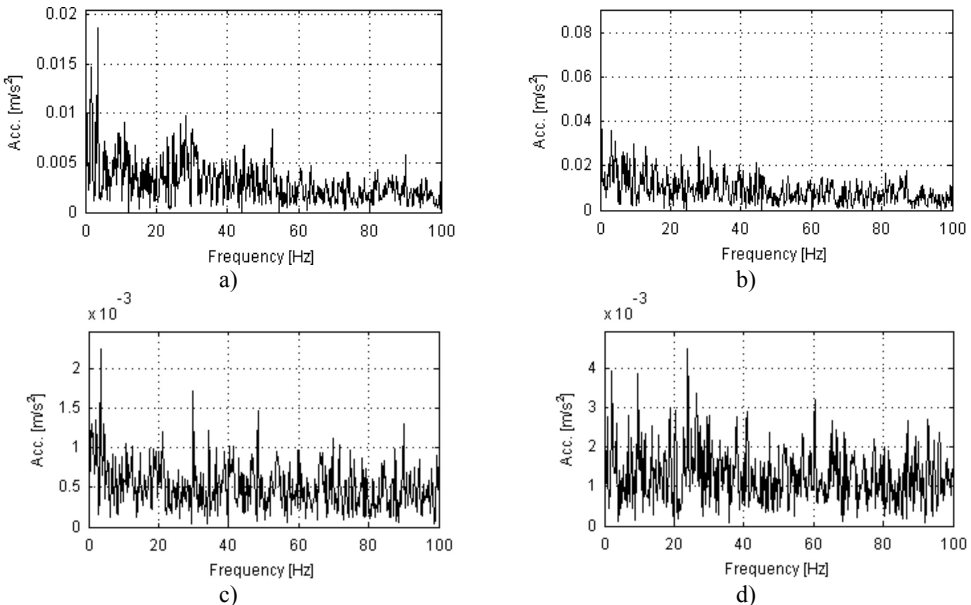 0.02
0.015
0.01
0.005
0
Acc. [m/s²]
0 20 40 60 80 100
Frequency [Hz]
a)
0.08
0.06
0.04
0.02
0
Acc. [m/s²]
0 20 40 60 80 100
Frequency [Hz]
b)
x 10⁻³
2
1.5
1
0.5
0
Acc. [m/s²]
0 20 40 60 80 100
Frequency [Hz]
c)
x 10⁻³
4
3
2
1
0
Acc. [m/s²]
0 20 40 60 80 100
Frequency [Hz]
d)